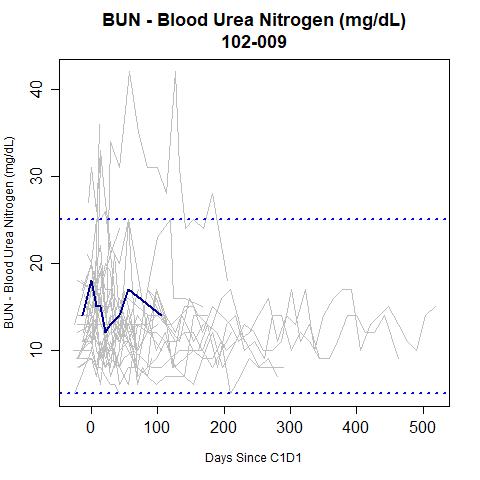 BUN - Blood Urea Nitrogen (mg/dL)
102-009
BUN - Blood Urea Nitrogen (mg/dL)
40
30
20
10
0 100 200 300 400 500
Days Since C1D1